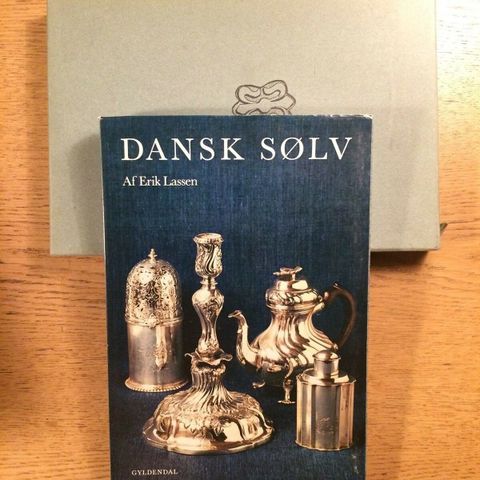 DANSK SØLV
Af Erik Lassen
GYLDENDAL